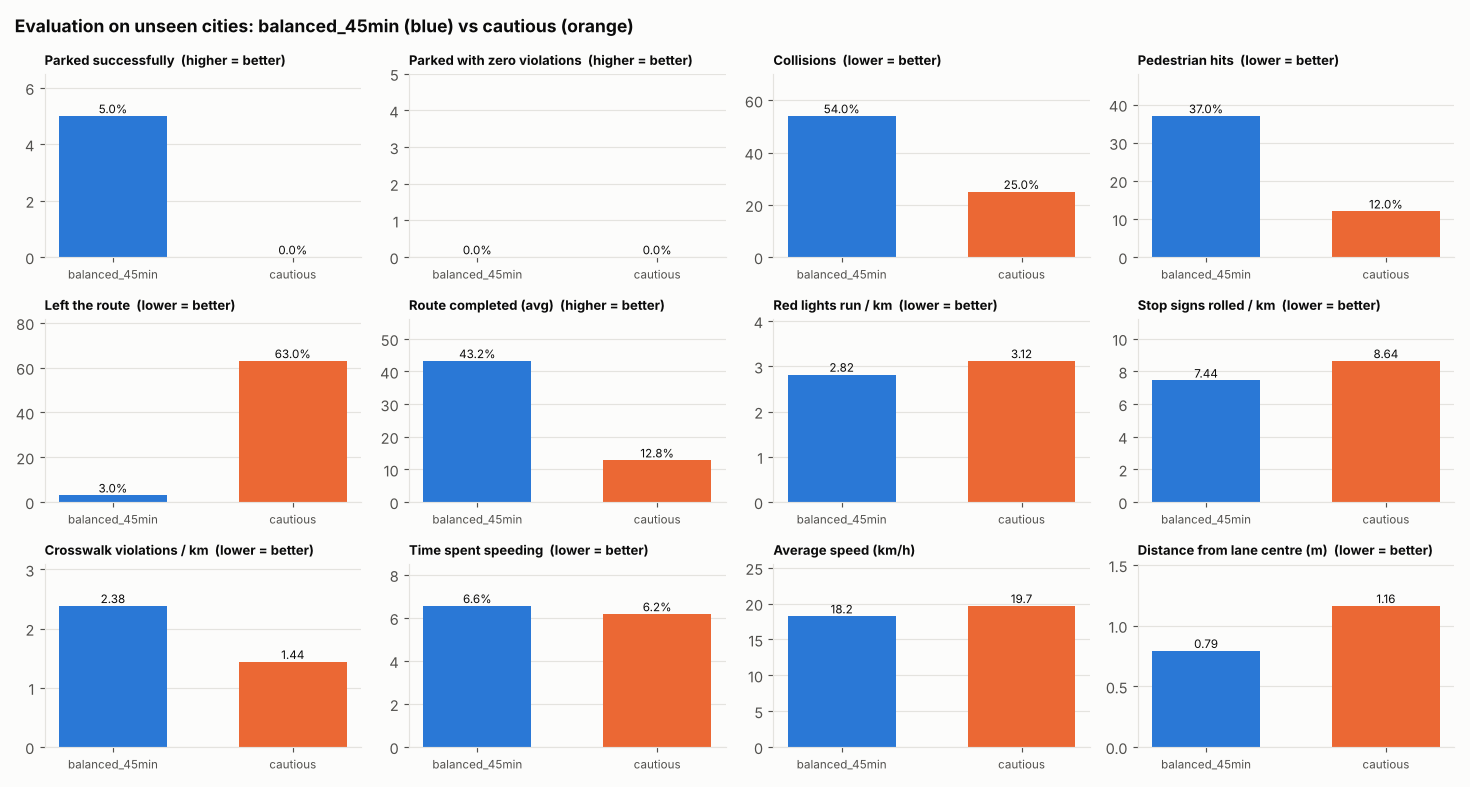 Evaluation on unseen cities: balanced_45min (blue) vs cautious (orange)
Parked successfully (higher = better)
6
4
2
0
5.0%
0.0%
balanced_45min
cautious
Parked with zero violations (higher = better)
5
4
3
2
1
0
0.0%
0.0%
balanced_45min
cautious
Collisions (lower = better)
60
40
20
0
54.0%
25.0%
balanced_45min
cautious
Pedestrian hits (lower = better)
40
30
20
10
0
37.0%
12.0%
balanced_45min
cautious
Left the route (lower = better)
80
60
40
20
0
3.0%
63.0%
balanced_45min
cautious
Route completed (avg) (higher = better)
50
40
30
20
10
0
43.2%
12.8%
balanced_45min
cautious
Red lights run / km (lower = better)
4
3
2
1
0
2.82
3.12
balanced_45min
cautious
Stop signs rolled / km (lower = better)
10
8
6
4
2
0
7.44
8.64
balanced_45min
cautious
Crosswalk violations / km (lower = better)
3
2
1
0
2.38
1.44
balanced_45min
cautious
Time spent speeding (lower = better)
8
6
4
2
0
6.6%
6.2%
balanced_45min
cautious
Average speed (km/h)
25
20
15
10
5
0
18.2
19.7
balanced_45min
cautious
Distance from lane centre (m) (lower = better)
1.5
1.0
0.5
0.0
0.79
1.16
balanced_45min
cautious